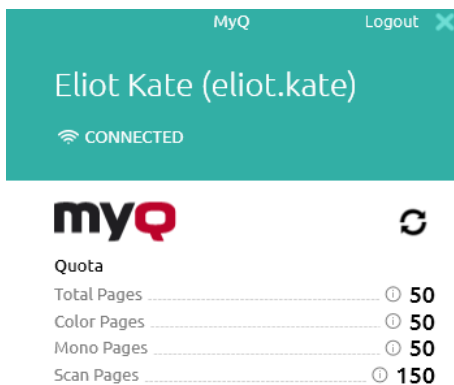 MyQ Logout
Eliot Kate (eliot.kate)
CONNECTED
myQ
Quota
Total Pages 50
Color Pages 50
Mono Pages 50
Scan Pages 150